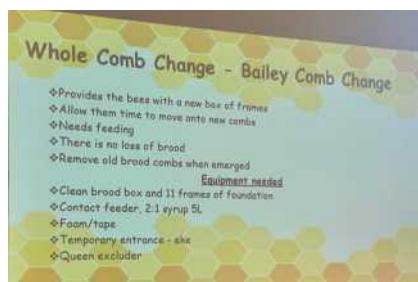 Whole Comb Change - Bailey Comb Change
❖Provides the bees with a new box of frames
❖Allow them time to move onto new combs
❖Needs feeding
❖There is no loss of brood
❖Remove old brood combs when emerged
Equipment needed
❖Clean brood box and 11 frames of foundation
❖Contact feeder, 2:1 syrup 5L
❖Foam/tape
❖Temporary entrance - eke
❖Queen excluder